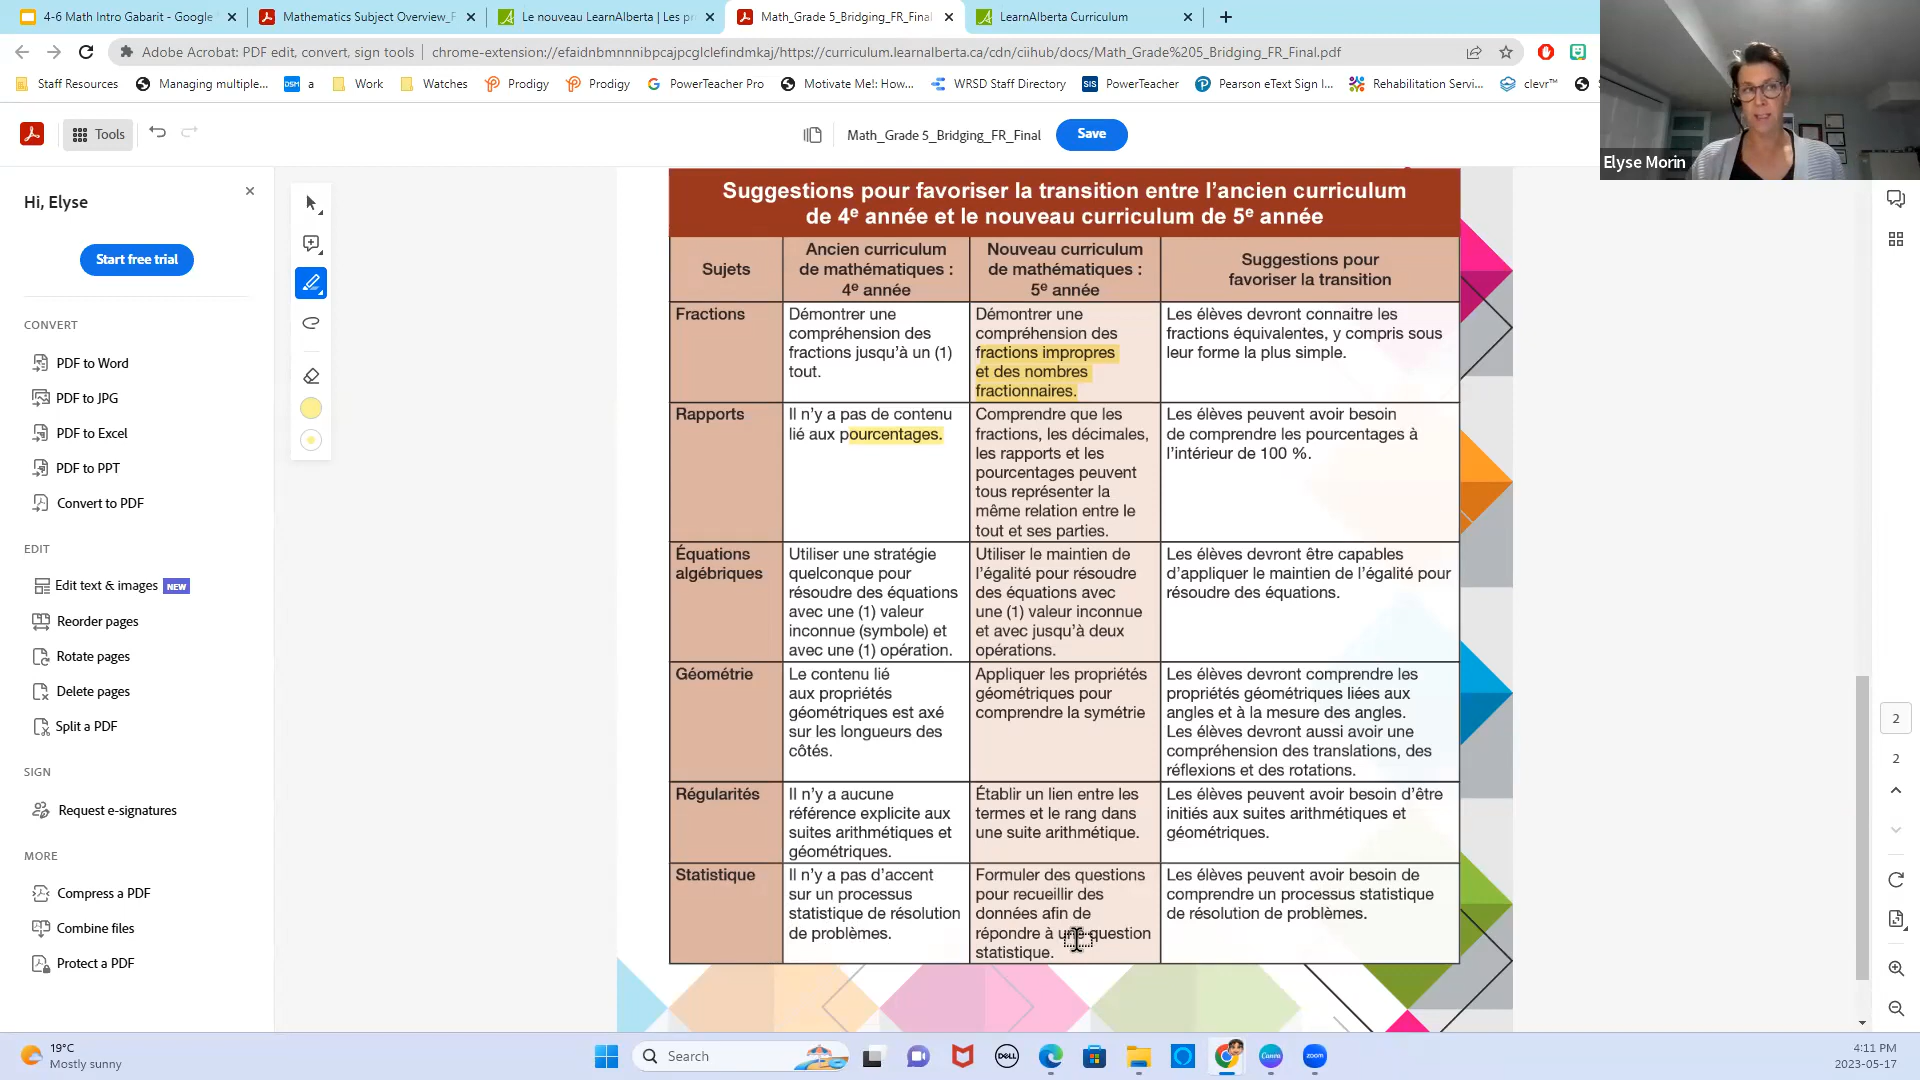 4-6 Math Intro Gabarit - Google
Mathematics Subject Overview_F
Le nouveau LearnAlberta | Les pr
Math_Grade 5_Bridging_FR_Final
LearnAlberta Curriculum
Adobe Acrobat: PDF edit, convert, sign tools
chrome-extension://efaidnbmnnnibpcajpcglclefindmkaj/https://curriculum.learnalberta.ca/cdn/ciihub/docs/Math_Grade%205_Bridging_FR_Final.pdf
Staff Resources
Managing multiple...
DSM
a
Work
Watches
Prodigy
Prodigy
PowerTeacher Pro
Motivate Me!: How...
WRSD Staff Directory
SIS
PowerTeacher
Pearson eText Sign I...
Rehabilitation Servi...
clevr™
Elyse Morin
Tools
Math_Grade 5_Bridging_FR_Final
Save
Hi, Elyse
Start free trial
CONVERT
PDF to Word
PDF to JPG
PDF to Excel
PDF to PPT
Convert to PDF
EDIT
Edit text & images NEW
Reorder pages
Rotate pages
Delete pages
Split a PDF
SIGN
Request e-signatures
MORE
Compress a PDF
Combine files
Protect a PDF
Suggestions pour favoriser la transition entre l'ancien curriculum
de 4e année et le nouveau curriculum de 5e année
Sujets
Ancien curriculum
de mathématiques :
4e année
Nouveau curriculum
de mathématiques :
5e année
Suggestions pour
favoriser la transition
Fractions
Démontrer une
compréhension des
fractions jusqu'à un (1)
tout.
Démontrer une
compréhension des
fractions impropres
et des nombres
fractionnaires.
Les élèves devront connaitre les
fractions équivalentes, y compris sous
leur forme la plus simple.
Rapports
Il n'y a pas de contenu
lié aux pourcentages.
Comprendre que les
fractions, les décimales,
les rapports et les
pourcentages peuvent
tous représenter la
même relation entre le
tout et ses parties.
Les élèves peuvent avoir besoin
de comprendre les pourcentages à
l'intérieur de 100 %.
Équations
algébriques
Utiliser une stratégie
quelconque pour
résoudre des équations
avec une (1) valeur
inconnue (symbole) et
avec une (1) opération.
Utiliser le maintien de
l'égalité pour résoudre
des équations avec
une (1) valeur inconnue
et avec jusqu'à deux
opérations.
Les élèves devront être capables
d'appliquer le maintien de l'égalité pour
résoudre des équations.
Géométrie
Le contenu lié
aux propriétés
géométriques est axé
sur les longueurs des
côtés.
Appliquer les propriétés
géométriques pour
comprendre la symétrie
Les élèves devront comprendre les
propriétés géométriques liées aux
angles et à la mesure des angles.
Les élèves devront aussi avoir une
compréhension des translations, des
réflexions et des rotations.
Régularités
Il n'y a aucune
référence explicite aux
suites arithmétiques et
géométriques.
Établir un lien entre les
termes et le rang dans
une suite arithmétique.
Les élèves peuvent avoir besoin d'être
initiés aux suites arithmétiques et
géométriques.
Statistique
Il n'y a pas d'accent
sur un processus
statistique de résolution
de problèmes.
Formuler des questions
pour recueillir des
données afin de
répondre à une question
statistique.
Les élèves peuvent avoir besoin de
comprendre un processus statistique
de résolution de problèmes.
2
2
19°C
Mostly sunny
Search
DELL
Canva
zoom
4:11 PM
2023-05-17